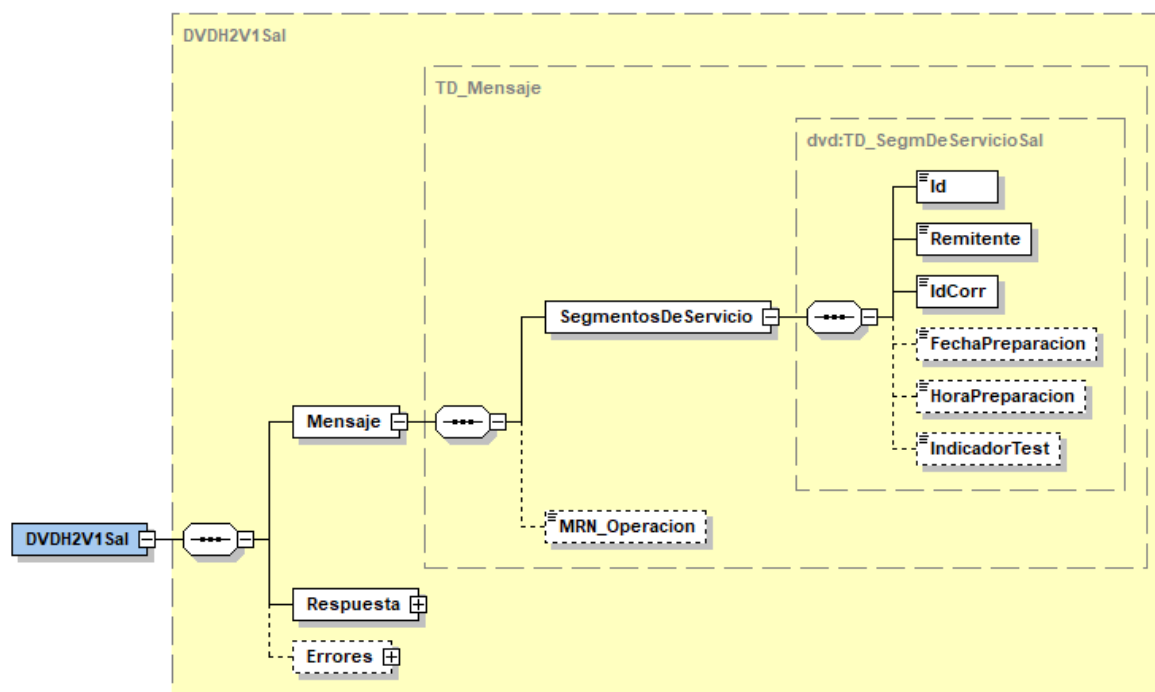 DVDH2V1Sal
TD_Mensaje
dvd:TD_SegmDeServicioSal
Id
Remitente
IdCorr
SegmentosDeServicio
FechaPreparacion
HoraPreparacion
Mensaje
IndicadorTest
MRN_Operacion
DVDH2V1Sal
Respuesta
Errores